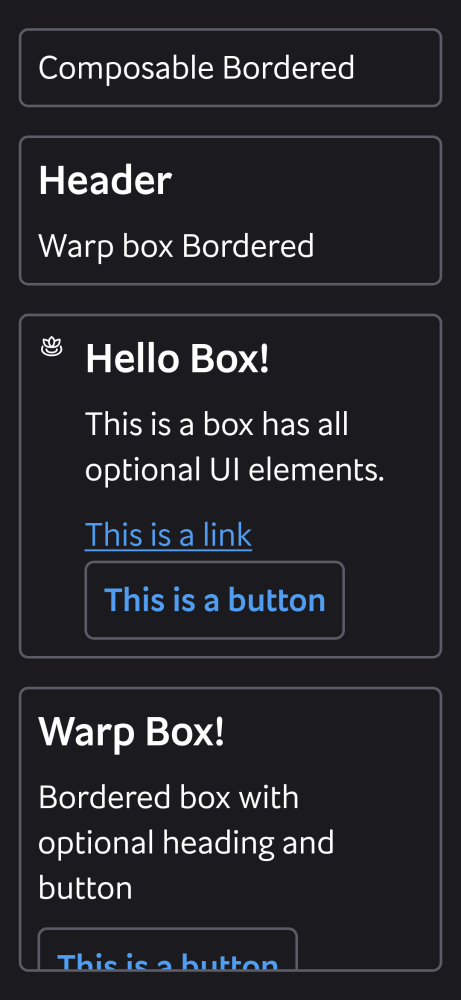 Composable Bordered
Header
Warp box Bordered
Hello Box!
This is a box has all
optional UI elements.
This is a link
This is a button
Warp Box!
Bordered box with
optional heading and
button
This is a button